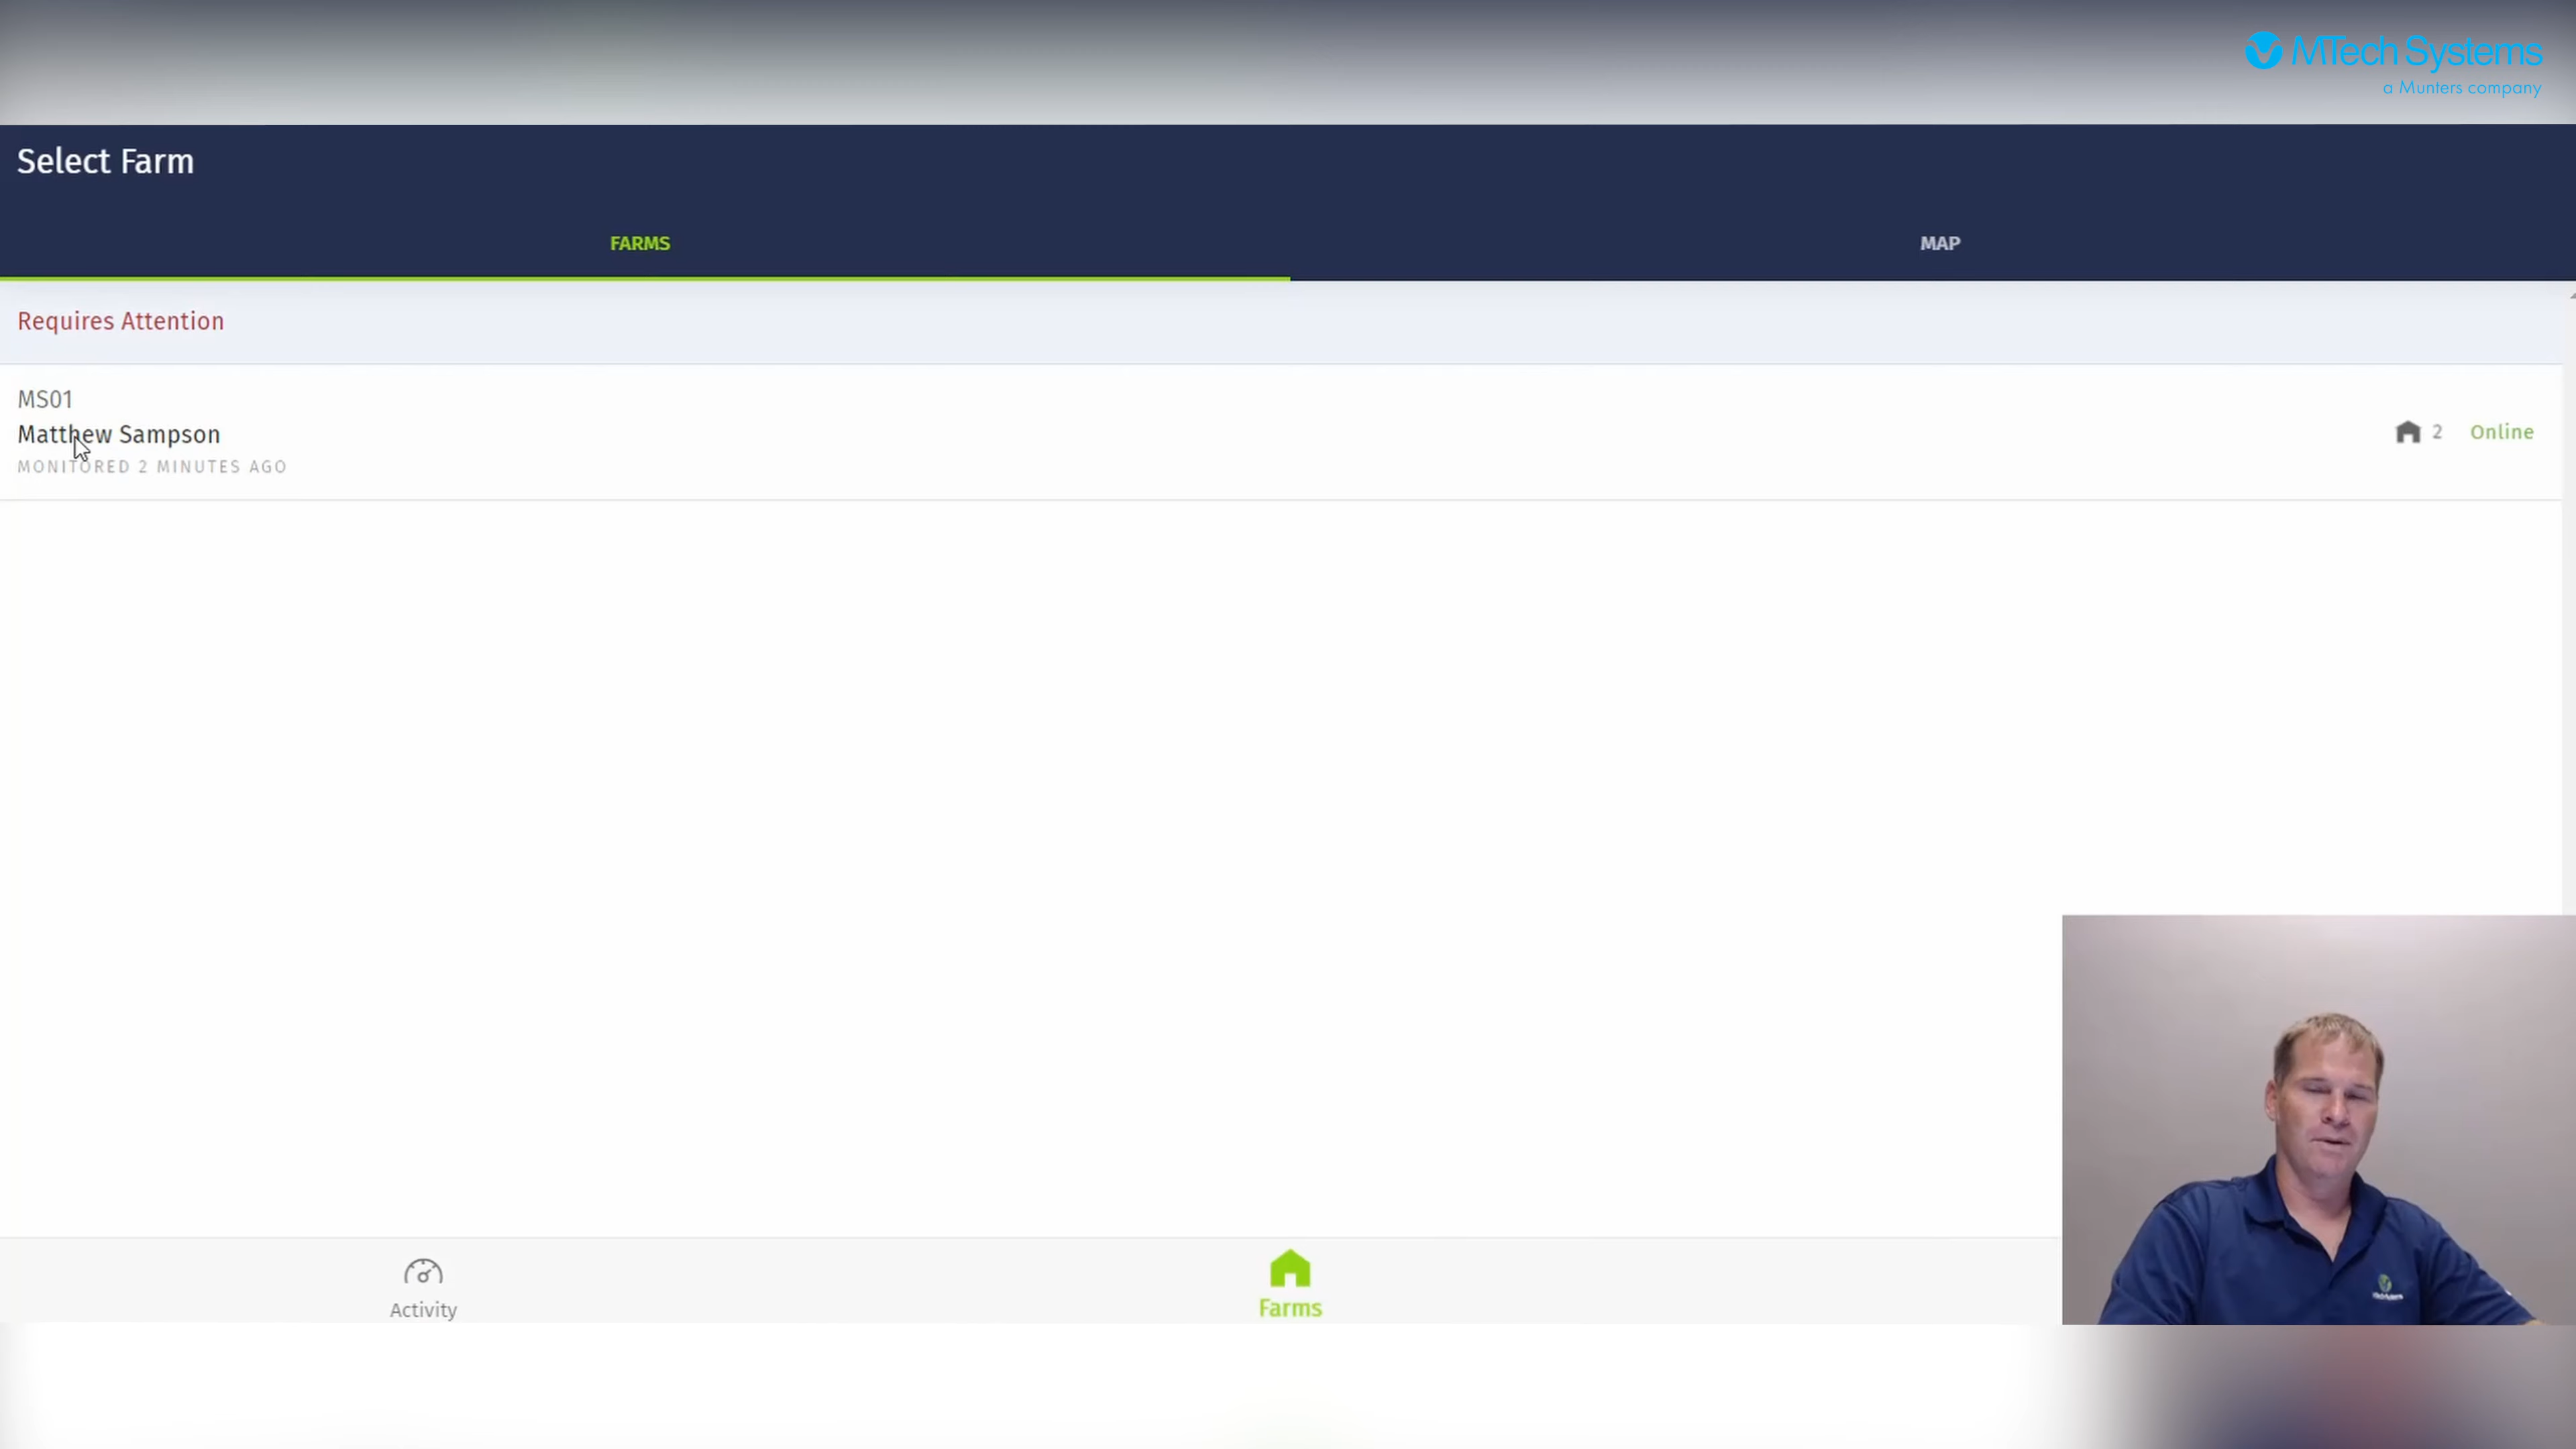 MTech Systems
a Munters company
Select Farm
FARMS
MAP
Requires Attention
MS01
Matthew Sampson
MONITORED 2 MINUTES AGO
2
Online
Activity
Farms